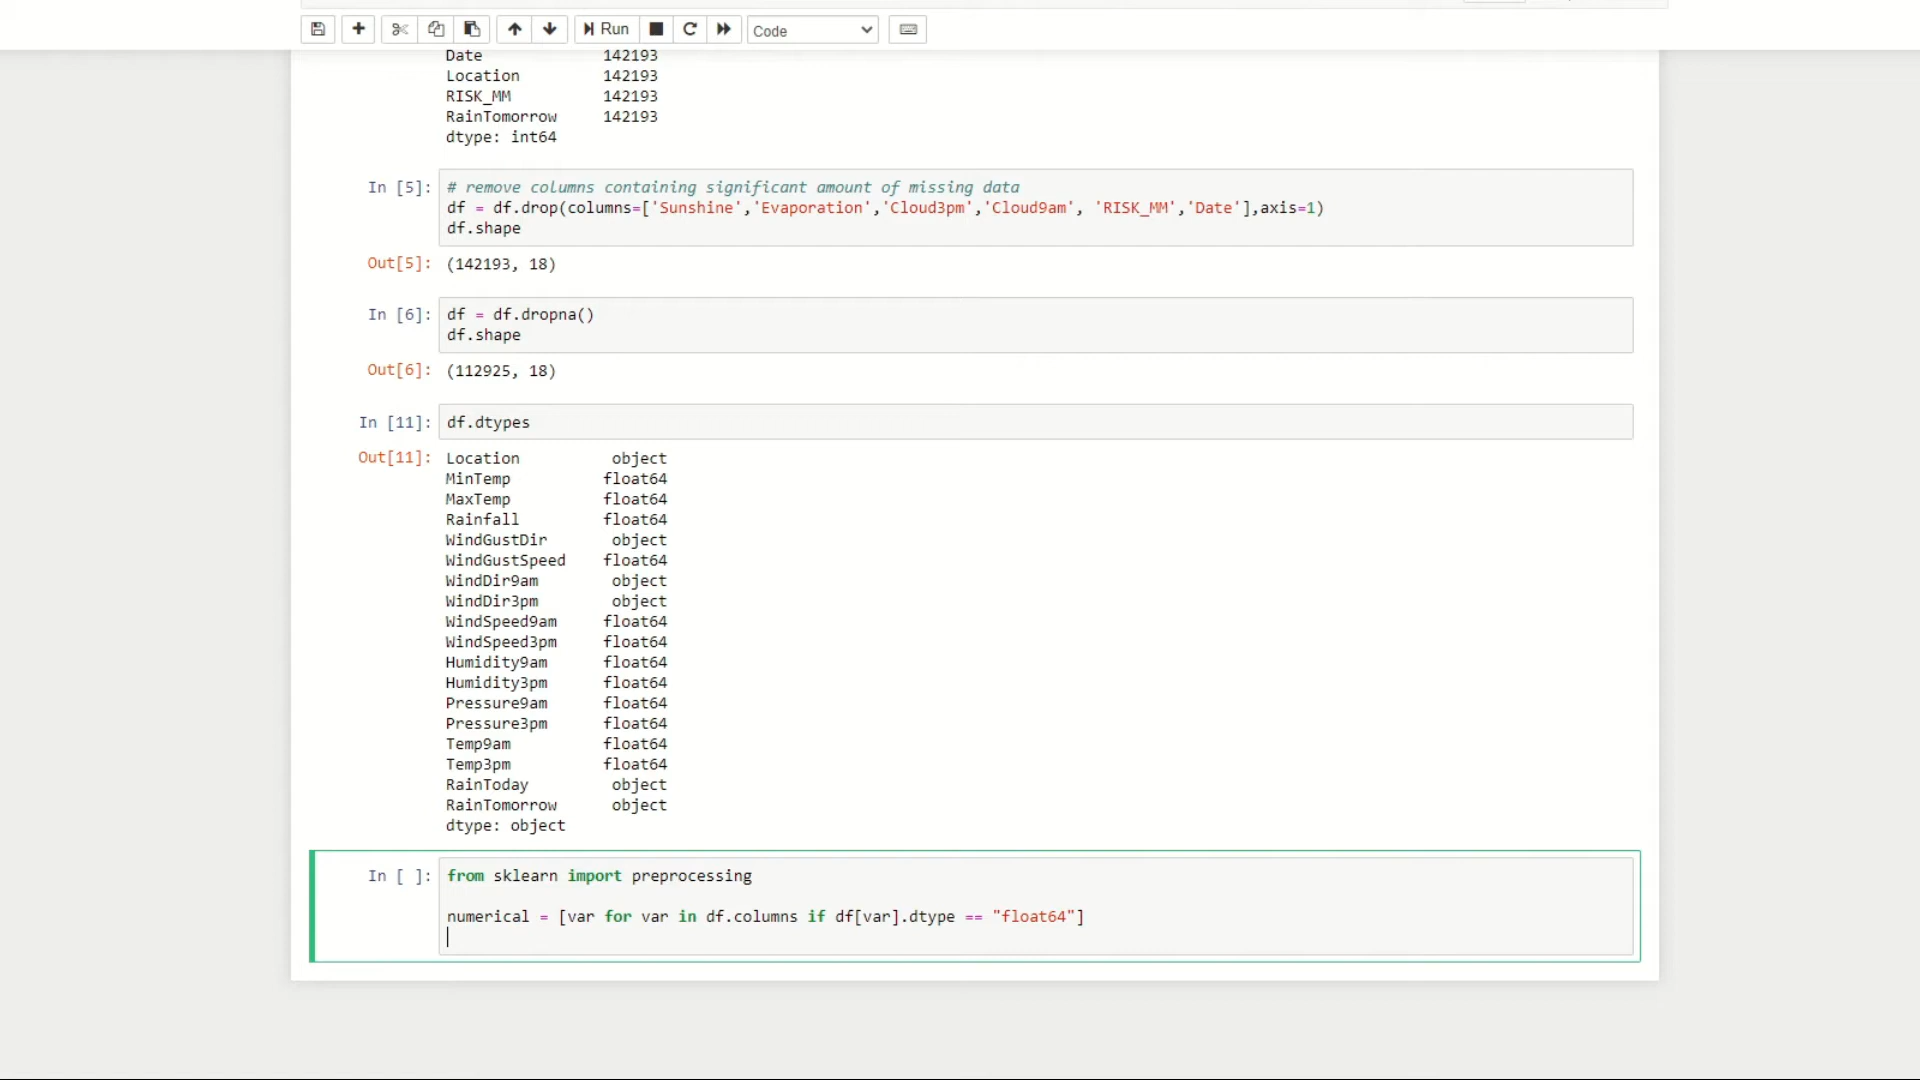 Run
Code
Date 142193
Location 142193
RISK_MM 142193
RainTomorrow 142193
dtype: int64
In [5]: # remove columns containing significant amount of missing data
df = df.drop(columns=['Sunshine','Evaporation','Cloud3pm','Cloud9am', 'RISK_MM','Date'],axis=1)
df.shape
Out[5]: (142193, 18)
In [6]: df = df.dropna()
df.shape
Out[6]: (112925, 18)
In [11]: df.dtypes
Out[11]: Location object
MinTemp float64
MaxTemp float64
Rainfall float64
WindGustDir object
WindGustSpeed float64
WindDir9am object
WindDir3pm object
WindSpeed9am float64
WindSpeed3pm float64
Humidity9am float64
Humidity3pm float64
Pressure9am float64
Pressure3pm float64
Temp9am float64
Temp3pm float64
RainToday object
RainTomorrow object
dtype: object
In [ ]: from sklearn import preprocessing
numerical = [var for var in df.columns if df[var].dtype == "float64"]